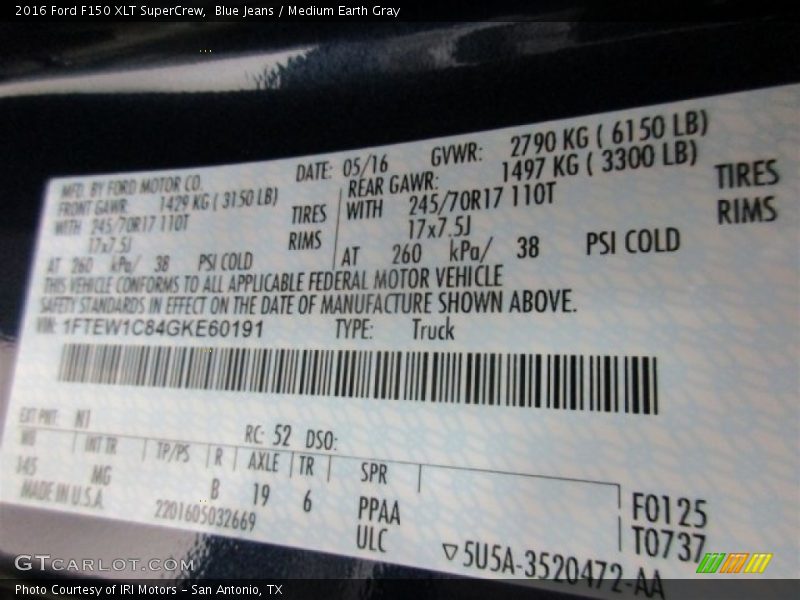 2016 Ford F150 XLT SuperCrew,  Blue Jeans / Medium Earth Gray
MFD. BY FORD MOTOR CO.
DATE: 05/16 GVWR: 2790 KG ( 6150 LB)
FRONT GAWR: 1429 KG ( 3150 LB)
REAR GAWR: 1497 KG ( 3300 LB)
WITH 245/70R17 110T TIRES
WITH 245/70R17 110T TIRES
17x7.5J RIMS
17x7.5J RIMS
AT 260 kPa/ 38 PSI COLD
AT 260 kPa/ 38 PSI COLD
THIS VEHICLE CONFORMS TO ALL APPLICABLE FEDERAL MOTOR VEHICLE
SAFETY STANDARDS IN EFFECT ON THE DATE OF MANUFACTURE SHOWN ABOVE.
VIN: 1FTEW1C84GKE60191 TYPE: Truck
EXT PNT: N1 RC: 52 DSO:
WB INT TR TP/PS R AXLE TR SPR
145 MG B 19 6 PPAA F0125
MADE IN U.S.A. 2201605032669 ULC T0737
▽5U5A-3520472-AA
GTCARLOT.COM
Photo Courtesy of IRI Motors - San Antonio, TX